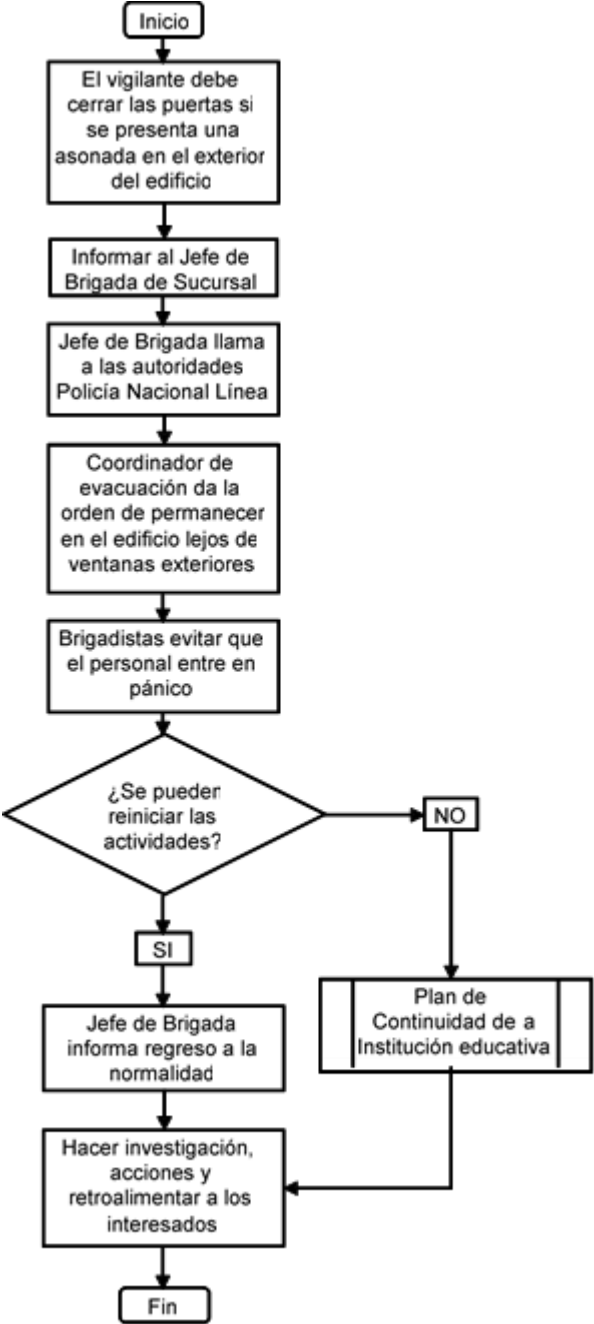 Inicio
El vigilante debe
cerrar las puertas si
se presenta una
asonada en el exterior
del edificio
Informar al Jefe de
Brigada de Sucursal
Jefe de Brigada llama
a las autoridades
Policía Nacional Línea
Coordinador de
evacuación da la
orden de permanecer
en el edificio lejos de
ventanas exteriores
Brigadistas evitar que
el personal entre en
pánico
¿Se pueden
reiniciar las
actividades?
NO
SI
Plan de
Continuidad de a
Institución educativa
Jefe de Brigada
informa regreso a la
normalidad
Hacer investigación,
acciones y
retroalimentar a los
interesados
Fin